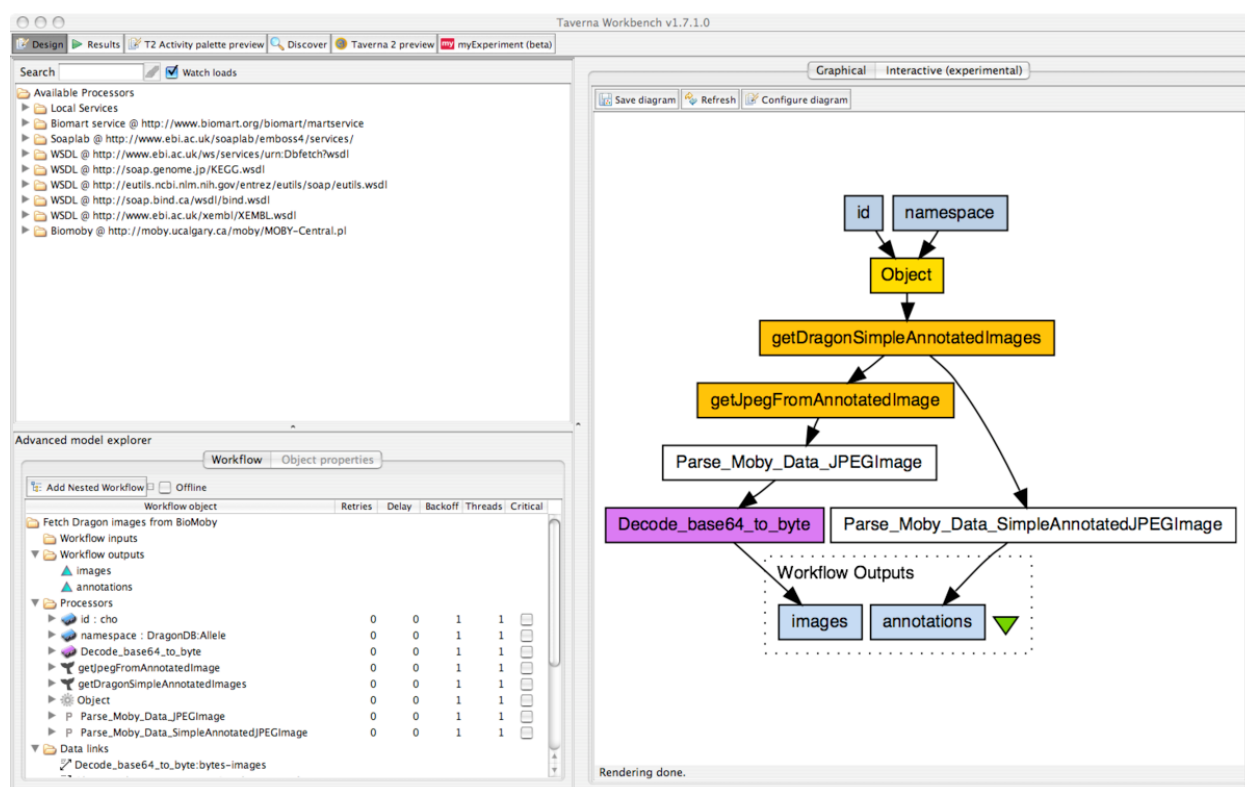 Taverna Workbench v1.7.1.0
Design Results T2 Activity palette preview Discover Taverna 2 preview my myExperiment (beta)
Search Watch loads
Available Processors
Local Services
Biomart service @ http://www.biomart.org/biomart/martservice
Soaplab @ http://www.ebi.ac.uk/soaplab/emboss4/services/
WSDL @ http://www.ebi.ac.uk/ws/services/urn:Dbfetch?wsdl
WSDL @ http://soap.genome.jp/KEGG.wsdl
WSDL @ http://eutils.ncbi.nlm.nih.gov/entrez/eutils/soap/eutils.wsdl
WSDL @ http://soap.bind.ca/wsdl/bind.wsdl
WSDL @ http://www.ebi.ac.uk/xembl/XEMBL.wsdl
Biomoby @ http://moby.ucalgary.ca/moby/MOBY-Central.pl
Advanced model explorer
Workflow Object properties
Add Nested Workflow Offline
Workflow object Retries Delay Backoff Threads Critical
Fetch Dragon images from BioMoby
Workflow inputs
Workflow outputs
images
annotations
Processors
id : cho 0 0 1 1
namespace : DragonDB:Allele 0 0 1 1
Decode_base64_to_byte 0 0 1 1
getJpegFromAnnotatedImage 0 0 1 1
getDragonSimpleAnnotatedImages 0 0 1 1
Object 0 0 1 1
P Parse_Moby_Data_JPEGImage 0 0 1 1
P Parse_Moby_Data_SimpleAnnotatedJPEGImage 0 0 1 1
Data links
Decode_base64_to_byte:bytes-images
Graphical Interactive (experimental)
Save diagram Refresh Configure diagram
id namespace
Object
getDragonSimpleAnnotatedImages
getJpegFromAnnotatedImage
Parse_Moby_Data_JPEGImage
Decode_base64_to_byte Parse_Moby_Data_SimpleAnnotatedJPEGImage
Workflow Outputs
images annotations
Rendering done.